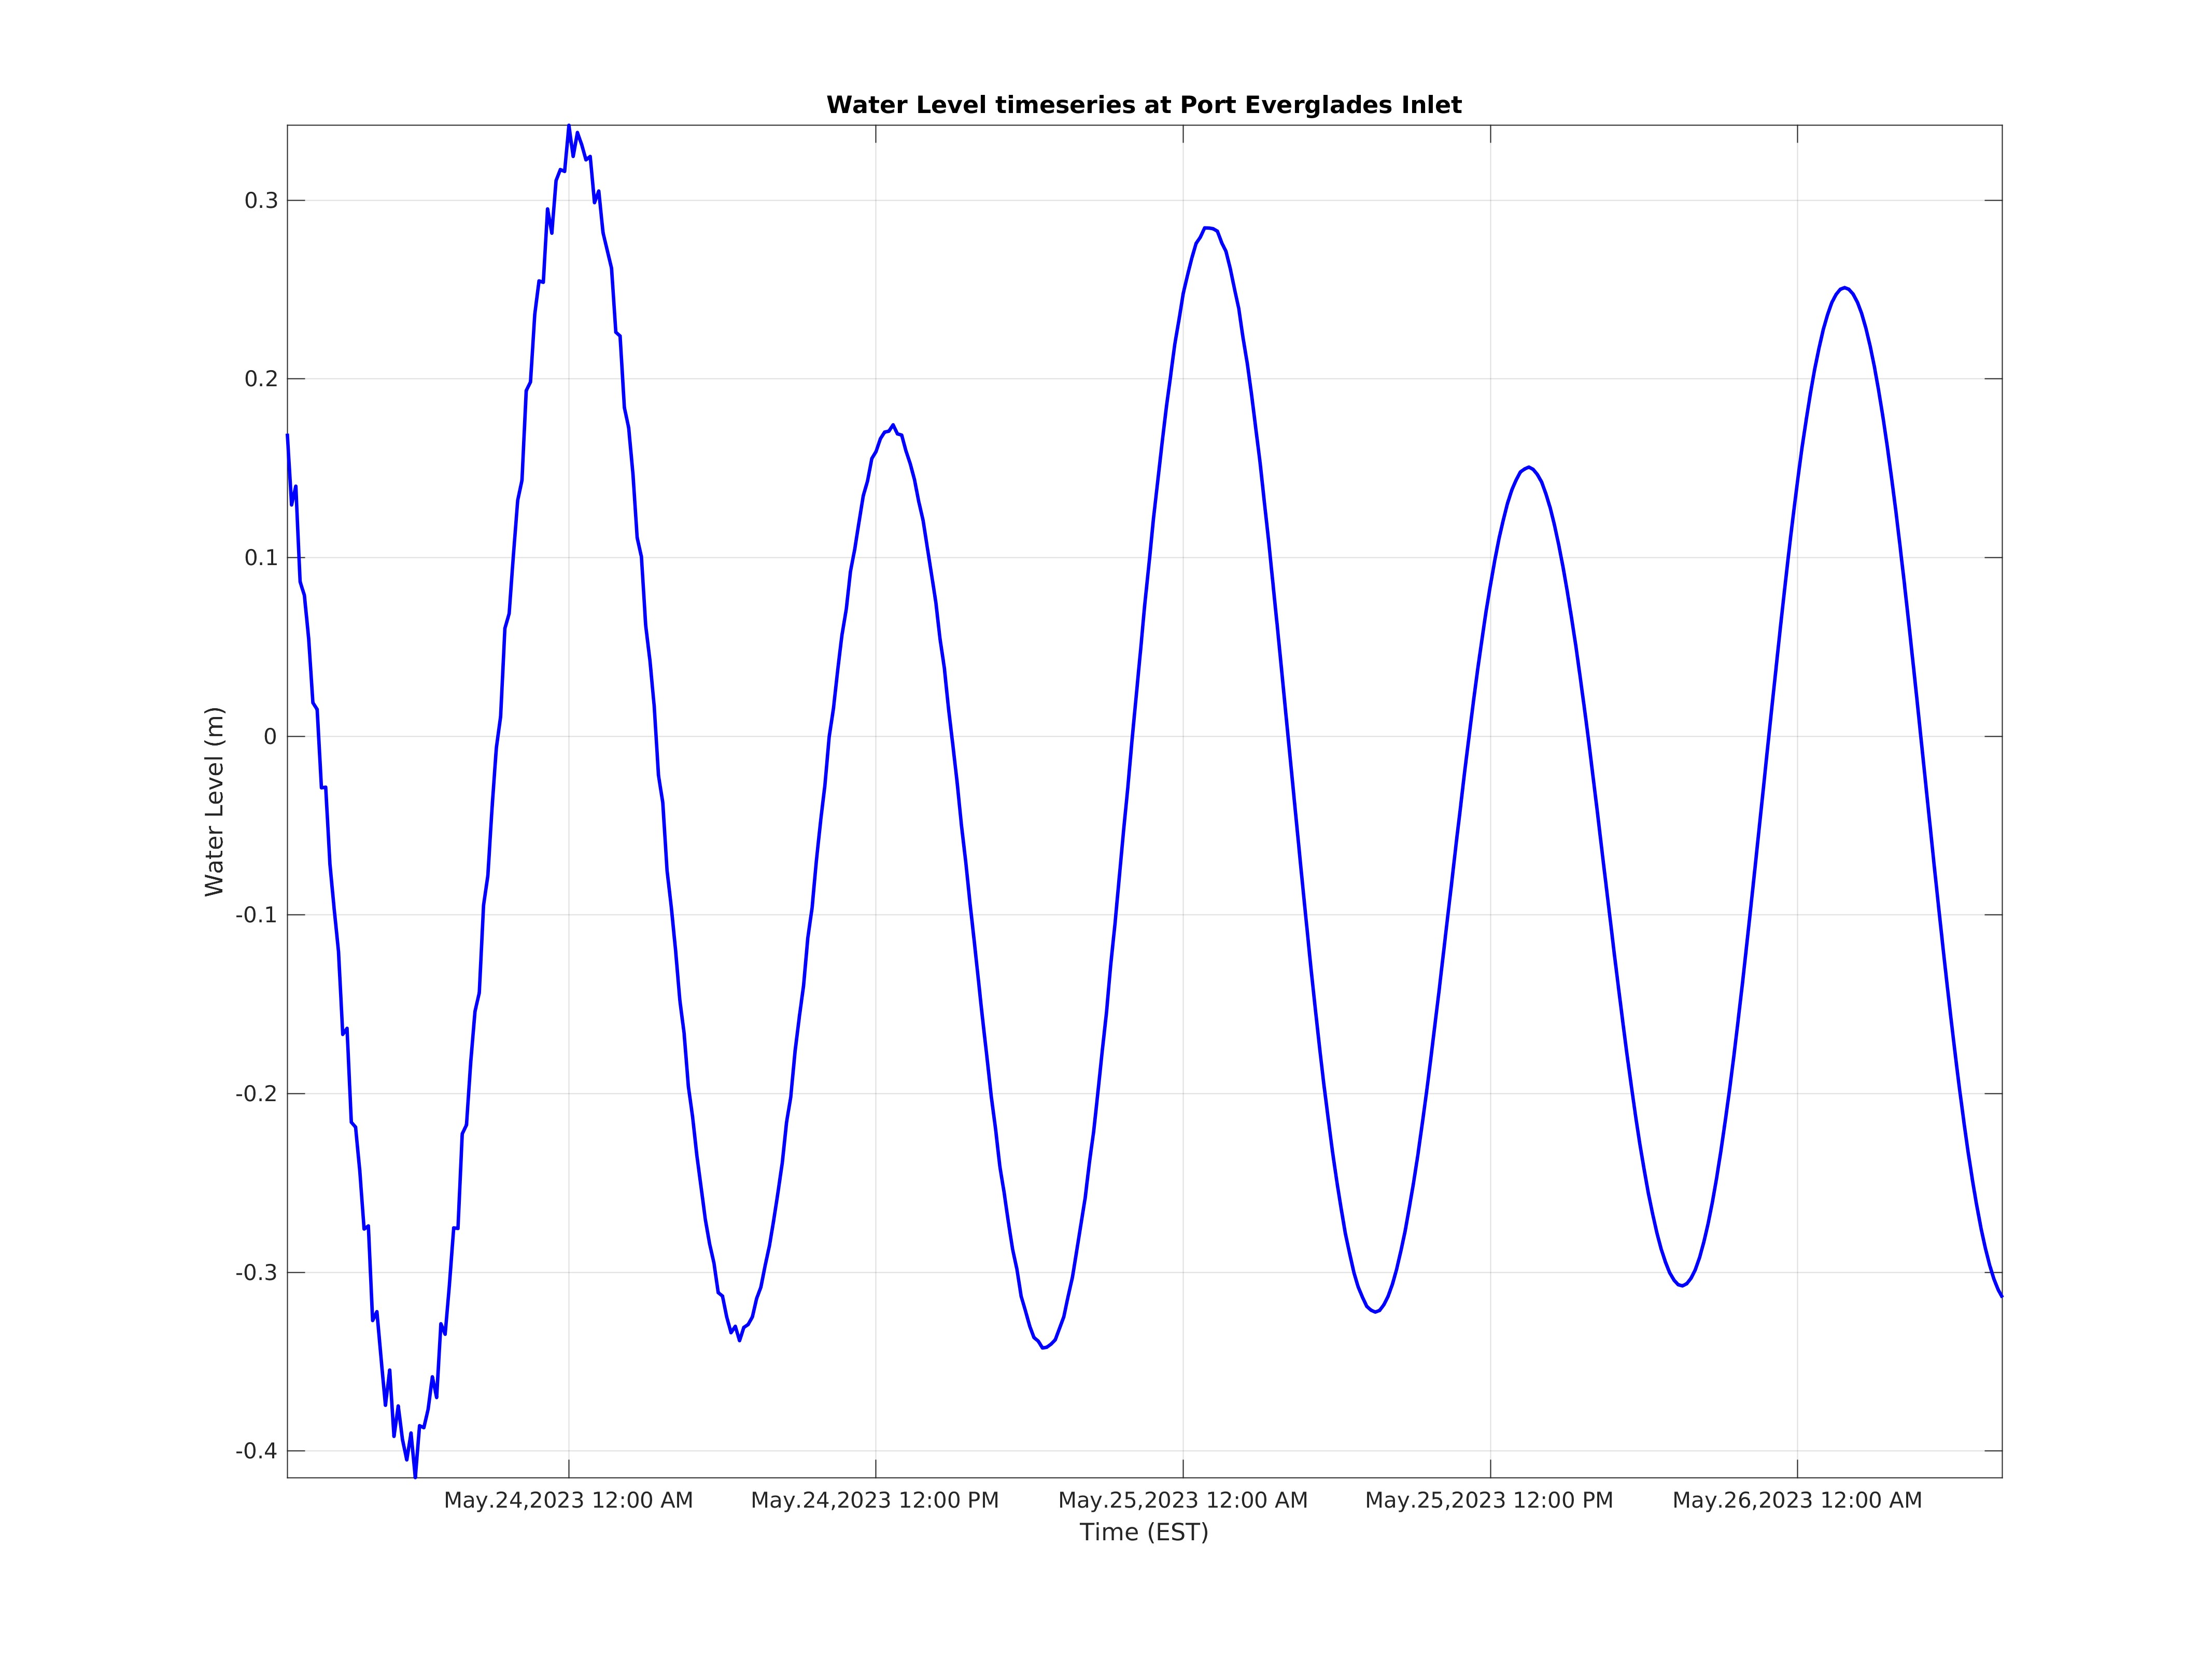 Water Level timeseries at Port Everglades Inlet
0.3
0.2
0.1
0
-0.1
-0.2
-0.3
-0.4
Water Level (m)
May.24,2023 12:00 AM
May.24,2023 12:00 PM
May.25,2023 12:00 AM
May.25,2023 12:00 PM
May.26,2023 12:00 AM
Time (EST)